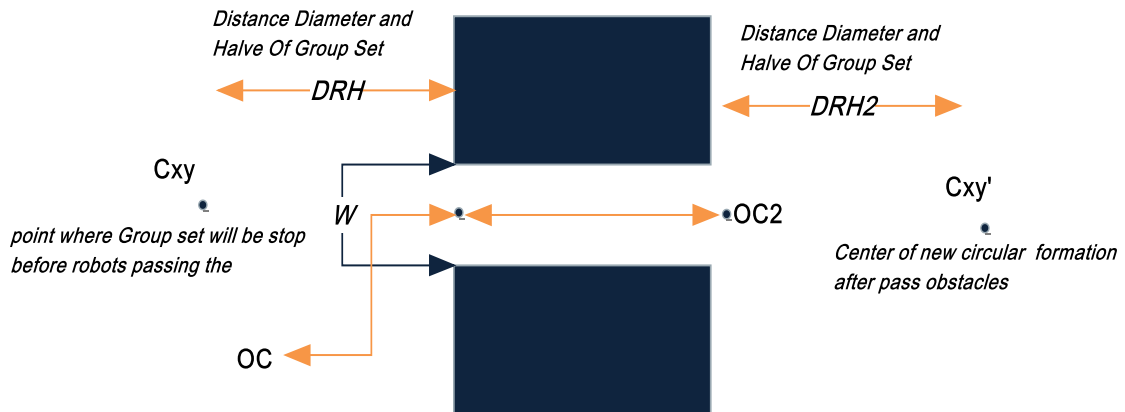 Distance Diameter and
Halve Of Group Set
DRH
Distance Diameter and
Halve Of Group Set
DRH2
Cxy
point where Group set will be stop
before robots passing the
W
OC
OC2
Cxy'
Center of new circular formation
after pass obstacles